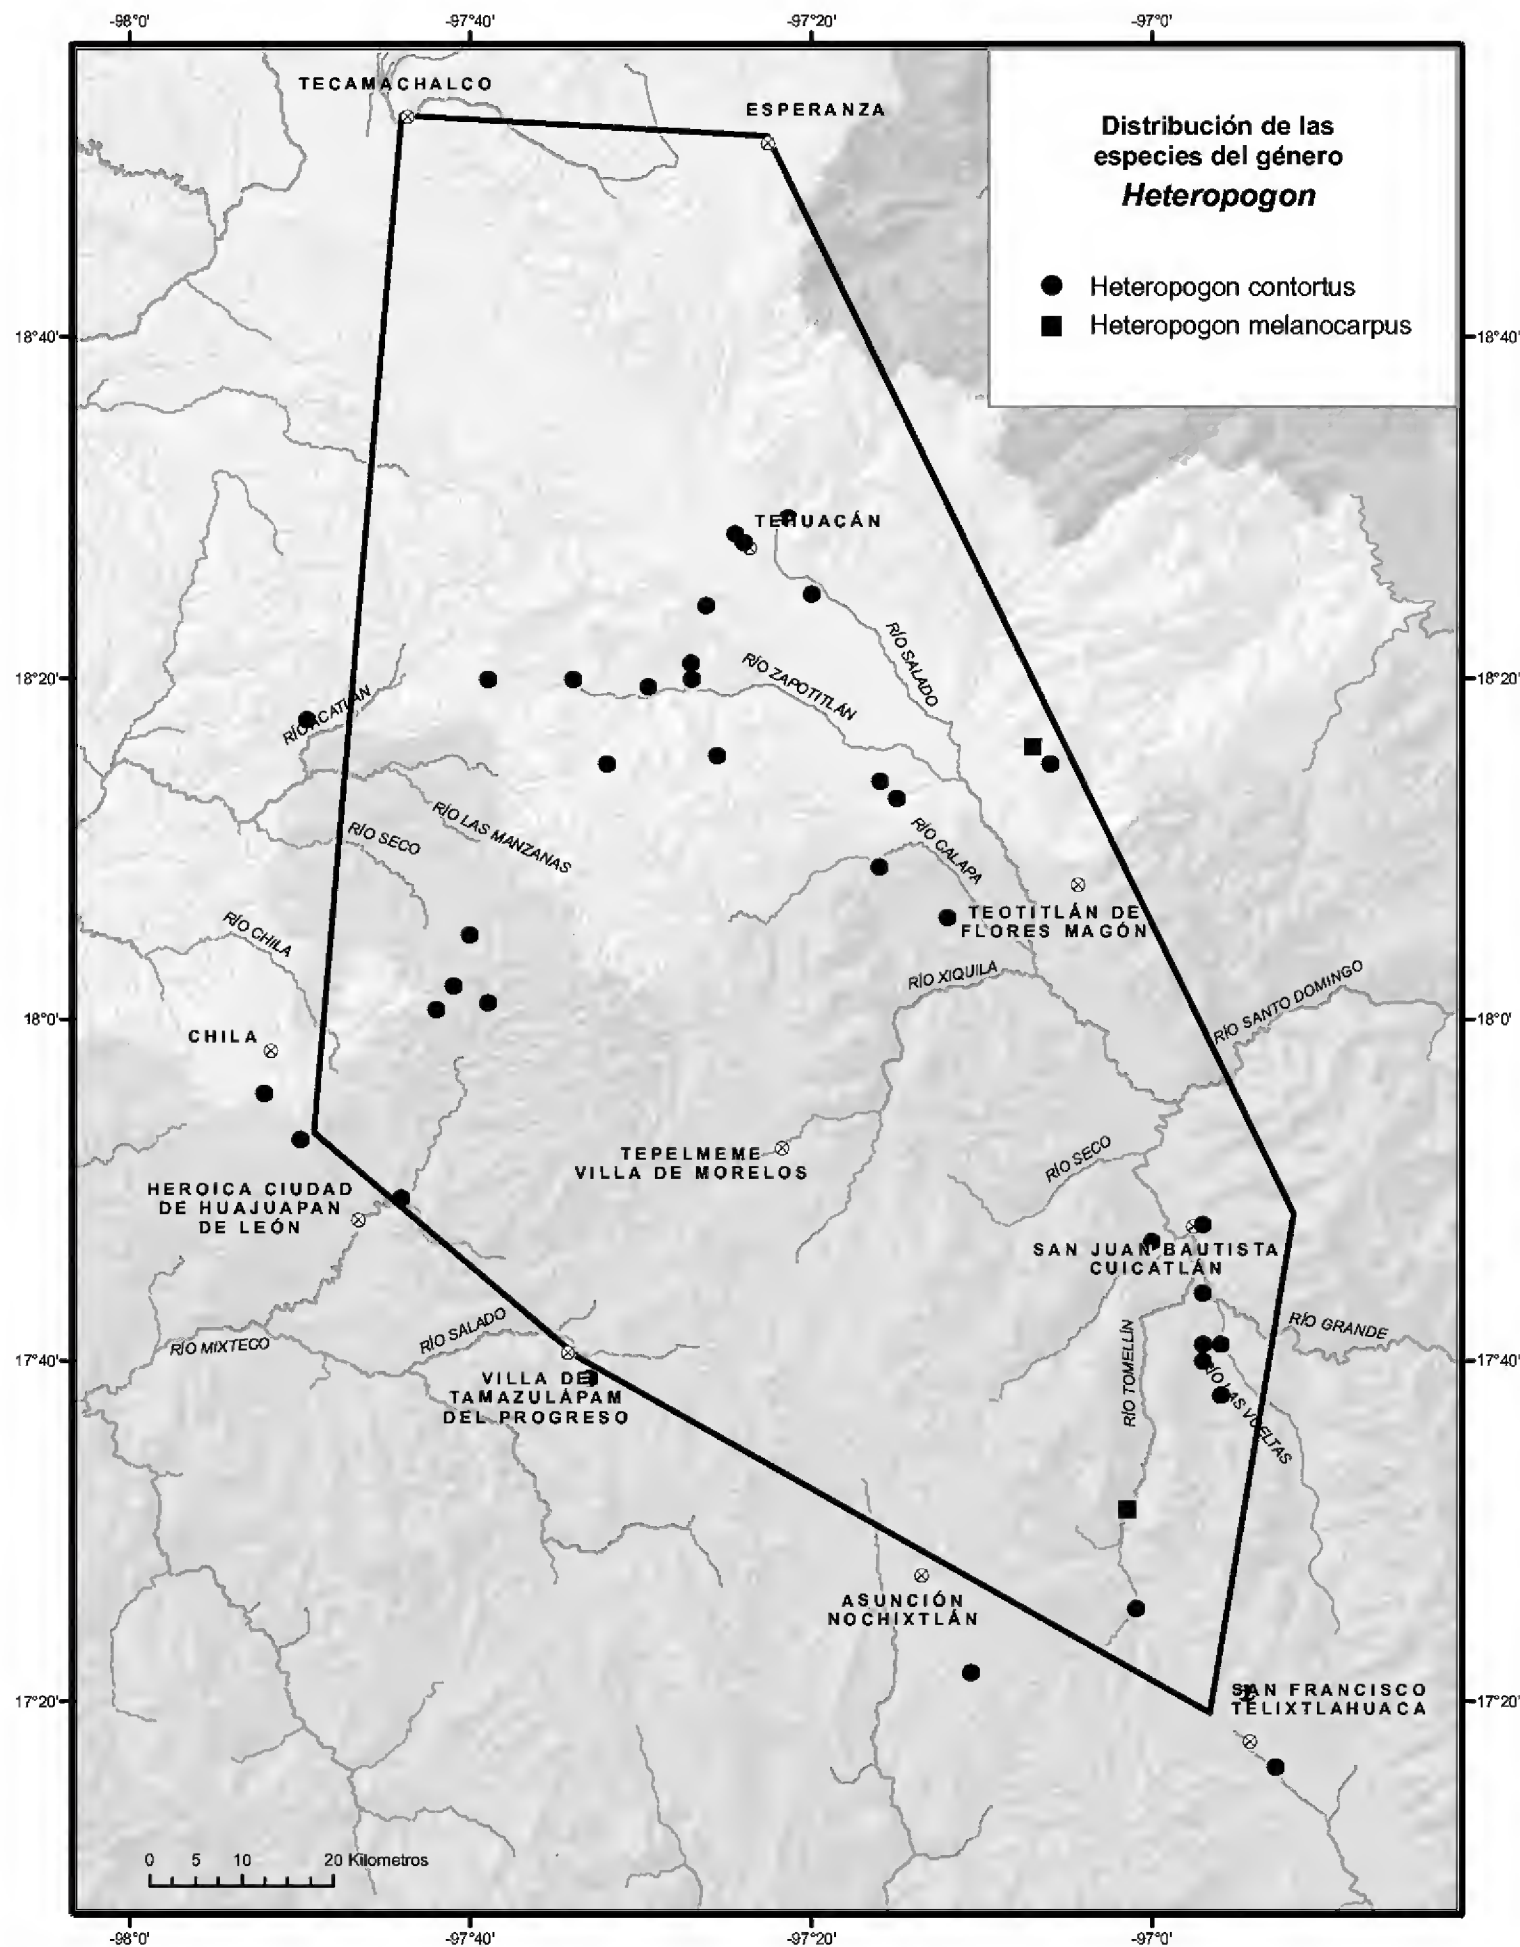 -98°0'
-97°40'
-97°20'
-97°0'
TECAMACHALCO
ESPERANZA
Distribución de las
especies del género
Heteropogon
Heteropogon contortus
Heteropogon melanocarpus
18°40'
18°40'
TEHUACÁN
RÍO SALADO
RÍO ZAPOTITLÁN
18°20'
18°20'
RÍO ACATLÁN
RÍO LAS MANZANAS
RÍO SECO
RÍO CALAPA
TEOTITLÁN DE
FLORES MAGÓN
RÍO CHILA
RÍO XIQUILA
RÍO SANTO DOMINGO
18°0'
18°0'
CHILA
TEPELMEME
VILLA DE MORELOS
RÍO SECO
HEROICA CIUDAD
DE HUAJUAPAN
DE LEÓN
SAN JUAN BAUTISTA
CUICATLÁN
RÍO MIXTECO
RÍO SALADO
RÍO GRANDE
RÍO TOMELLÍN
17°40'
17°40'
VILLA DE
TAMAZULÁPAM
DEL PROGRESO
RÍO LAS VUELTAS
ASUNCIÓN
NOCHIXTLÁN
17°20'
17°20'
SAN FRANCISCO
TELIXTLAHUACA
0 5 10 20 Kilometros
-98°0'
-97°40'
-97°20'
-97°0'